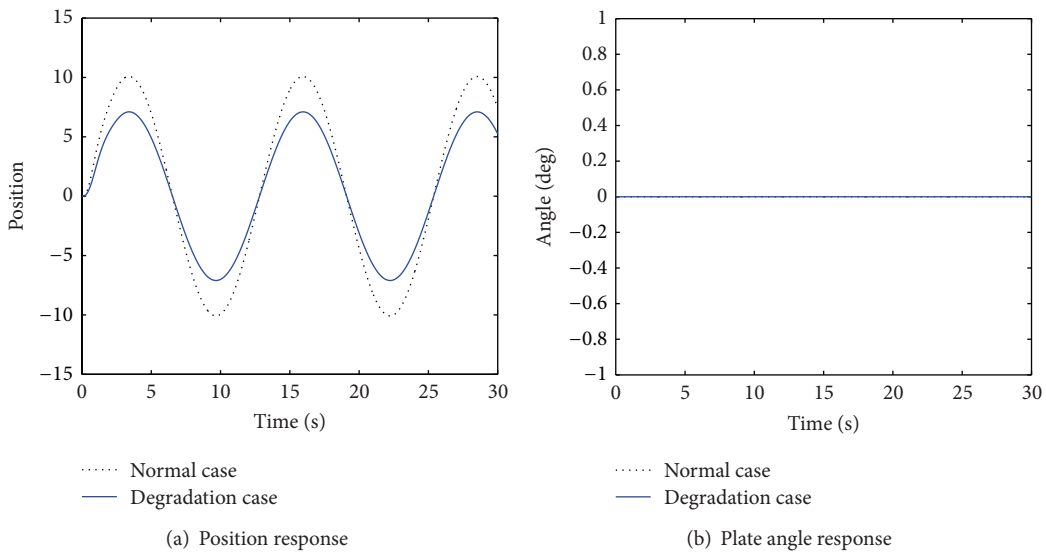 15
10
5
0
−5
−10
−15
Position
0 5 10 15 20 25 30
Time (s)
Normal case
Degradation case
(a) Position response
1
0.8
0.6
0.4
0.2
0
−0.2
−0.4
−0.6
−0.8
−1
Angle (deg)
0 5 10 15 20 25 30
Time (s)
Normal case
Degradation case
(b) Plate angle response